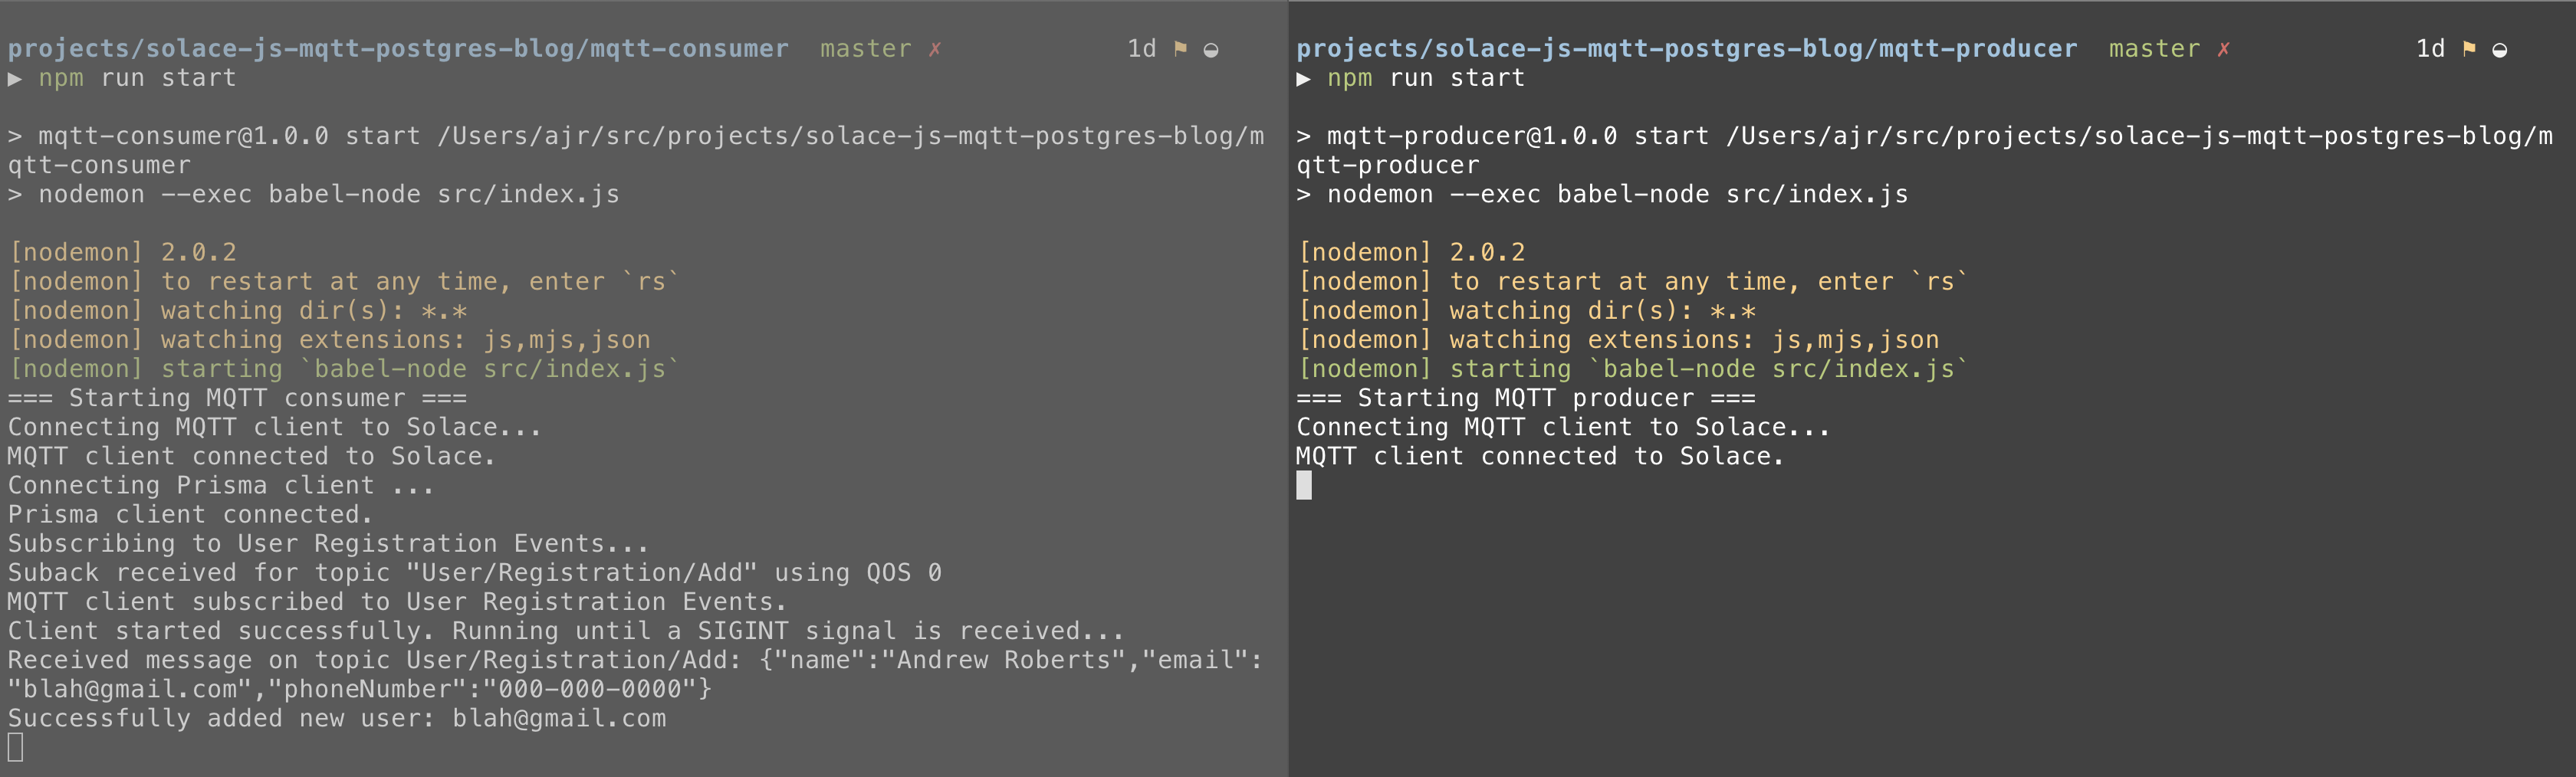 projects/solace-js-mqtt-postgres-blog/mqtt-consumer master ✗ 1d ⚑ ◒
▶ npm run start
> mqtt-consumer@1.0.0 start /Users/ajr/src/projects/solace-js-mqtt-postgres-blog/m
qtt-consumer
> nodemon --exec babel-node src/index.js
[nodemon] 2.0.2
[nodemon] to restart at any time, enter `rs`
[nodemon] watching dir(s): *.*
[nodemon] watching extensions: js,mjs,json
[nodemon] starting `babel-node src/index.js`
=== Starting MQTT consumer ===
Connecting MQTT client to Solace...
MQTT client connected to Solace.
Connecting Prisma client ...
Prisma client connected.
Subscribing to User Registration Events...
Suback received for topic "User/Registration/Add" using QOS 0
MQTT client subscribed to User Registration Events.
Client started successfully. Running until a SIGINT signal is received...
Received message on topic User/Registration/Add: {"name":"Andrew Roberts","email":
"blah@gmail.com","phoneNumber":"000-000-0000"}
Successfully added new user: blah@gmail.com
projects/solace-js-mqtt-postgres-blog/mqtt-producer master ✗ 1d ⚑ ◒
▶ npm run start
> mqtt-producer@1.0.0 start /Users/ajr/src/projects/solace-js-mqtt-postgres-blog/m
qtt-producer
> nodemon --exec babel-node src/index.js
[nodemon] 2.0.2
[nodemon] to restart at any time, enter `rs`
[nodemon] watching dir(s): *.*
[nodemon] watching extensions: js,mjs,json
[nodemon] starting `babel-node src/index.js`
=== Starting MQTT producer ===
Connecting MQTT client to Solace...
MQTT client connected to Solace.